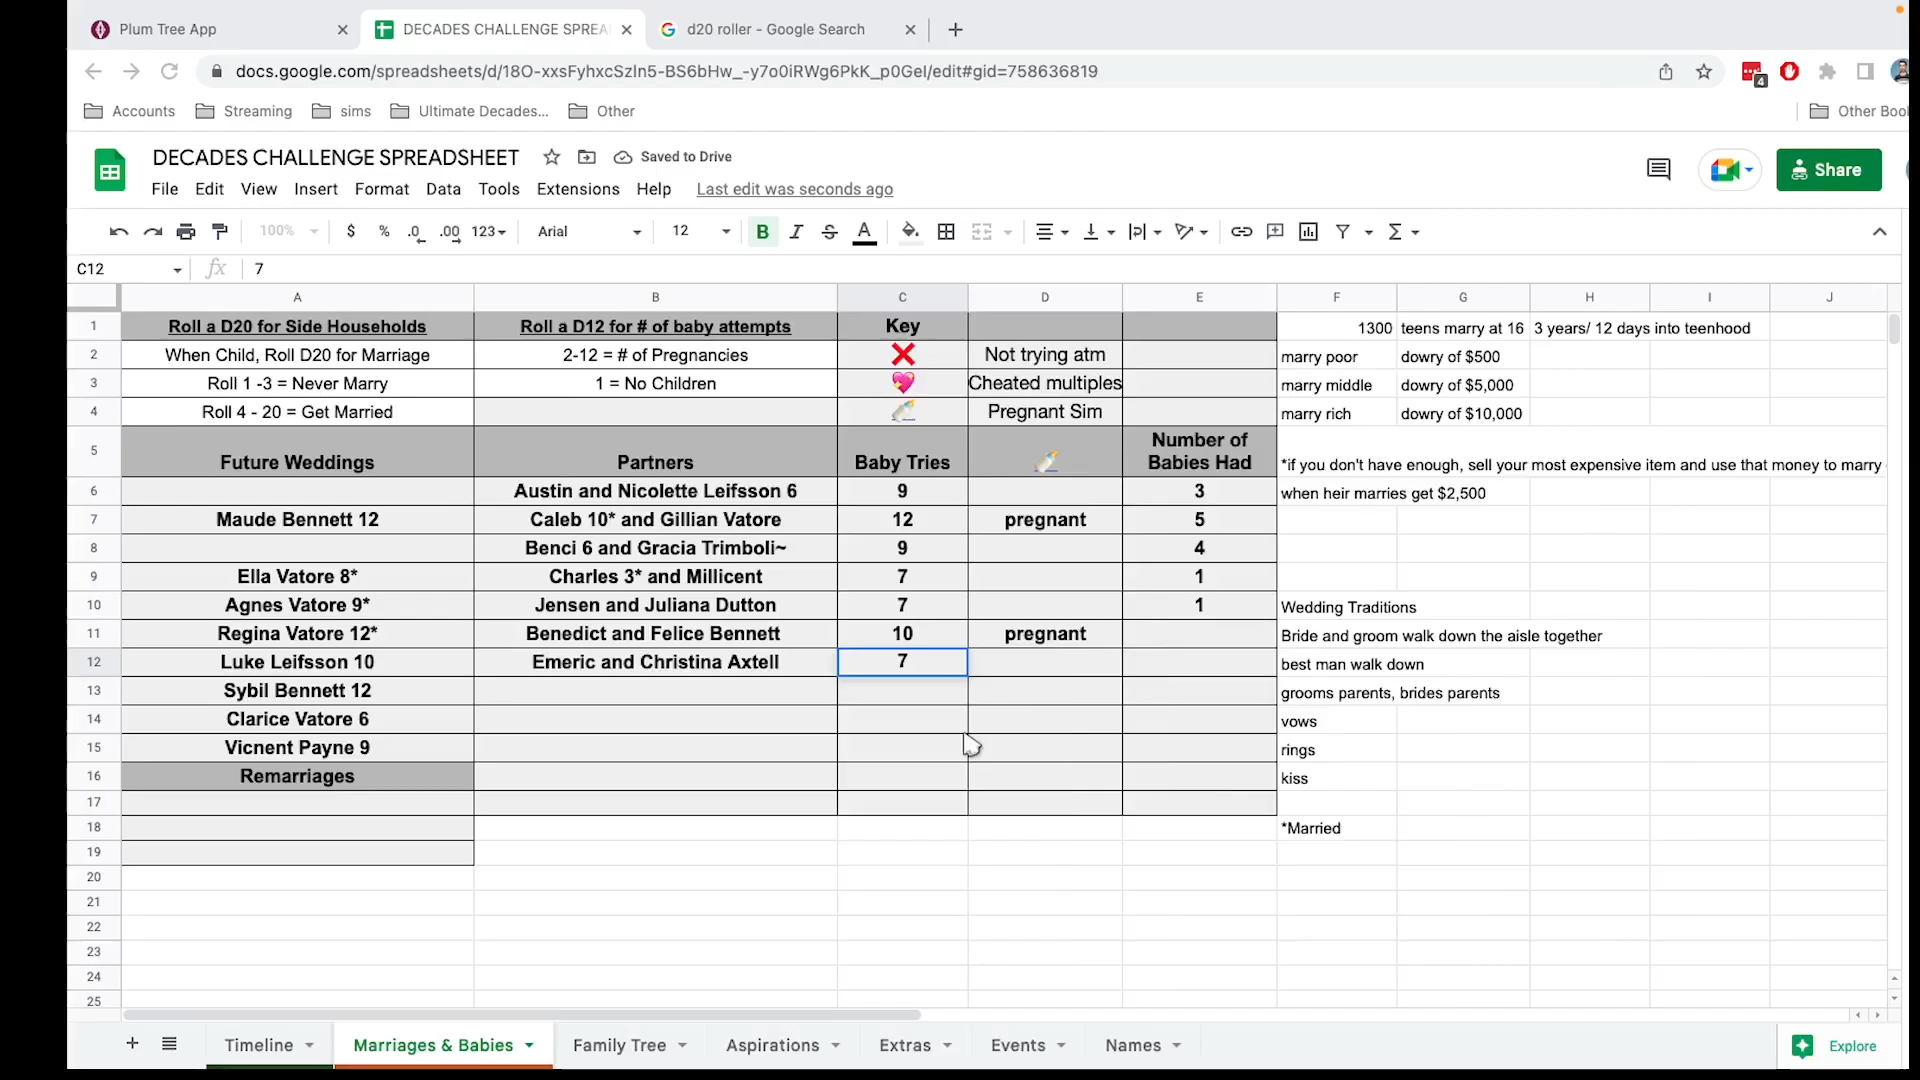 Plum Tree App
DECADES CHALLENGE SPREA
d20 roller - Google Search
docs.google.com/spreadsheets/d/18O-xxsFyhxcSzln5-BS6bHw_-y7o0iRWg6PkK_p0GeI/edit#gid=758636819
4
Accounts Streaming sims Ultimate Decades... Other Other Boo
DECADES CHALLENGE SPREADSHEET Saved to Drive
File Edit View Insert Format Data Tools Extensions Help Last edit was seconds ago
Share
100% $ % .0 .00 123 Arial 12 B I S A
C12 fx 7
A B C D E F G H I J
1 Roll a D20 for Side Households Roll a D12 for # of baby attempts Key 1300 teens marry at 16 3 years/ 12 days into teenhood
2 When Child, Roll D20 for Marriage 2-12 = # of Pregnancies ❌ Not trying atm marry poor dowry of $500
3 Roll 1 -3 = Never Marry 1 = No Children 💖 Cheated multiples marry middle dowry of $5,000
4 Roll 4 - 20 = Get Married 🍼 Pregnant Sim marry rich dowry of $10,000
5 Future Weddings Partners Baby Tries 🍼 Number of Babies Had *if you don't have enough, sell your most expensive item and use that money to marry
6 Austin and Nicolette Leifsson 6 9 3 when heir marries get $2,500
7 Maude Bennett 12 Caleb 10* and Gillian Vatore 12 pregnant 5
8 Benci 6 and Gracia Trimboli~ 9 4
9 Ella Vatore 8* Charles 3* and Millicent 7 1
10 Agnes Vatore 9* Jensen and Juliana Dutton 7 1 Wedding Traditions
11 Regina Vatore 12* Benedict and Felice Bennett 10 pregnant Bride and groom walk down the aisle together
12 Luke Leifsson 10 Emeric and Christina Axtell 7 best man walk down
13 Sybil Bennett 12 grooms parents, brides parents
14 Clarice Vatore 6 vows
15 Vicnent Payne 9 rings
16 Remarriages kiss
17
18 *Married
19
20
21
22
23
24
25
Timeline Marriages & Babies Family Tree Aspirations Extras Events Names Explore